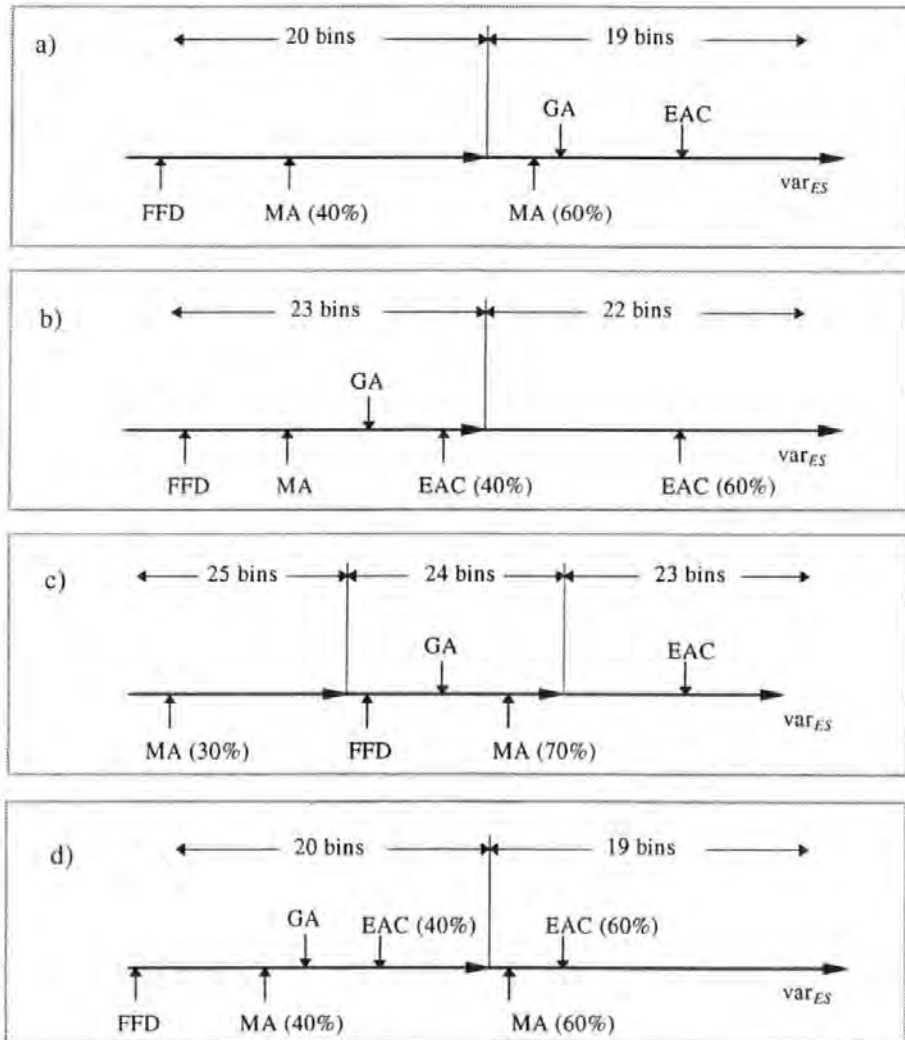 a)
20 bins 19 bins
GA EAC
var_ES
FFD MA (40%) MA (60%)
b)
23 bins 22 bins
GA
var_ES
FFD MA EAC (40%) EAC (60%)
c)
25 bins 24 bins 23 bins
GA EAC
var_ES
MA (30%) FFD MA (70%)
d)
20 bins 19 bins
GA EAC (40%) EAC (60%)
var_ES
FFD MA (40%) MA (60%)